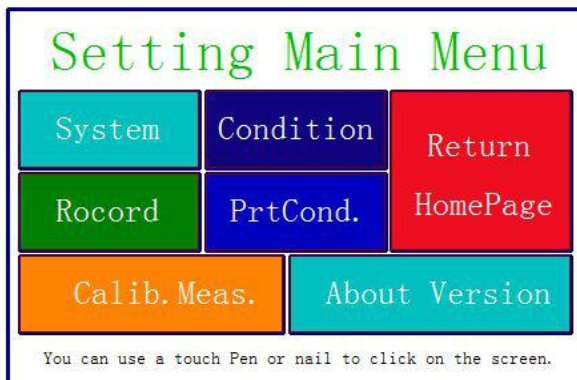 Setting Main Menu
System
Condition
Return
HomePage
Rocord
PrtCond.
Calib.Meas.
About Version
You can use a touch Pen or nail to click on the screen.